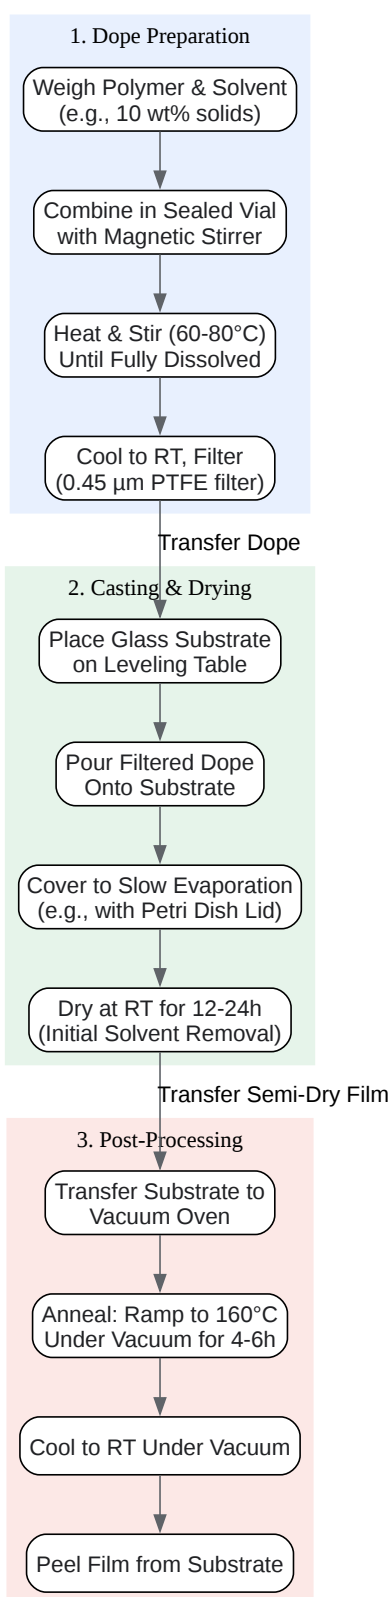 1. Dope Preparation
Weigh Polymer & Solvent
(e.g., 10 wt% solids)
Combine in Sealed Vial
with Magnetic Stirrer
Heat & Stir (60-80°C)
Until Fully Dissolved
Cool to RT, Filter
(0.45 µm PTFE filter)
Transfer Dope
2. Casting & Drying
Place Glass Substrate
on Leveling Table
Pour Filtered Dope
Onto Substrate
Cover to Slow Evaporation
(e.g., with Petri Dish Lid)
Dry at RT for 12-24h
(Initial Solvent Removal)
Transfer Semi-Dry Film
3. Post-Processing
Transfer Substrate to
Vacuum Oven
Anneal: Ramp to 160°C
Under Vacuum for 4-6h
Cool to RT Under Vacuum
Peel Film from Substrate